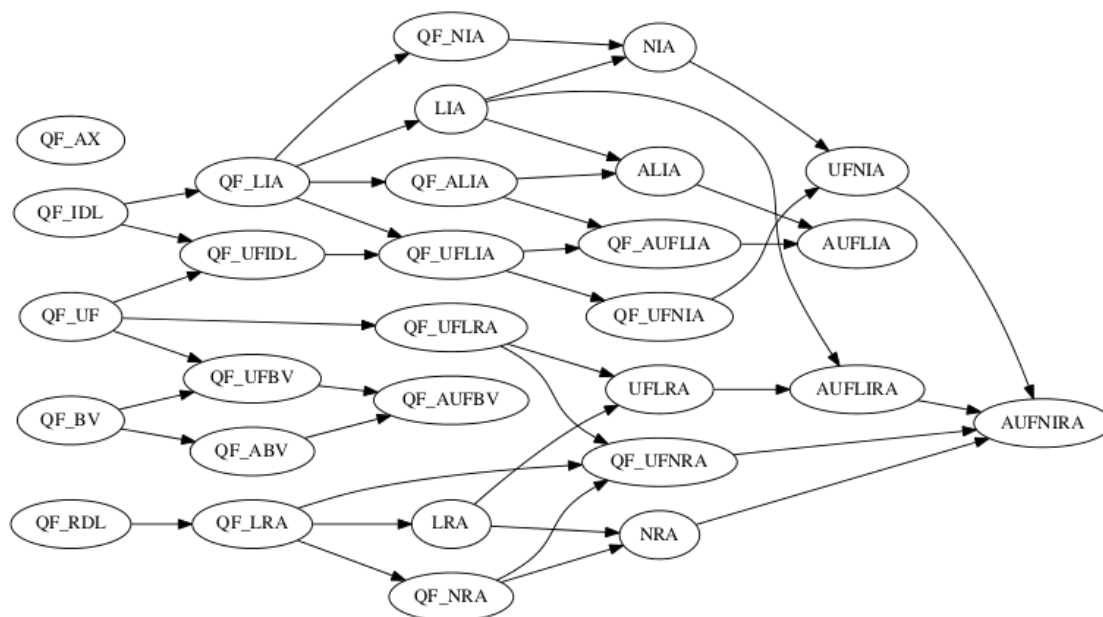 QF_NIA
NIA
LIA
QF_AX
QF_LIA
QF_ALIA
ALIA
UFNIA
QF_IDL
QF_UFIDL
QF_UFLIA
QF_AUFLIA
AUFLIA
QF_UF
QF_UFLRA
QF_UFNIA
QF_UFBV
QF_AUFBV
UFLRA
AUFLIRA
QF_BV
QF_ABV
QF_UFNRA
AUFNIRA
QF_RDL
QF_LRA
LRA
NRA
QF_NRA